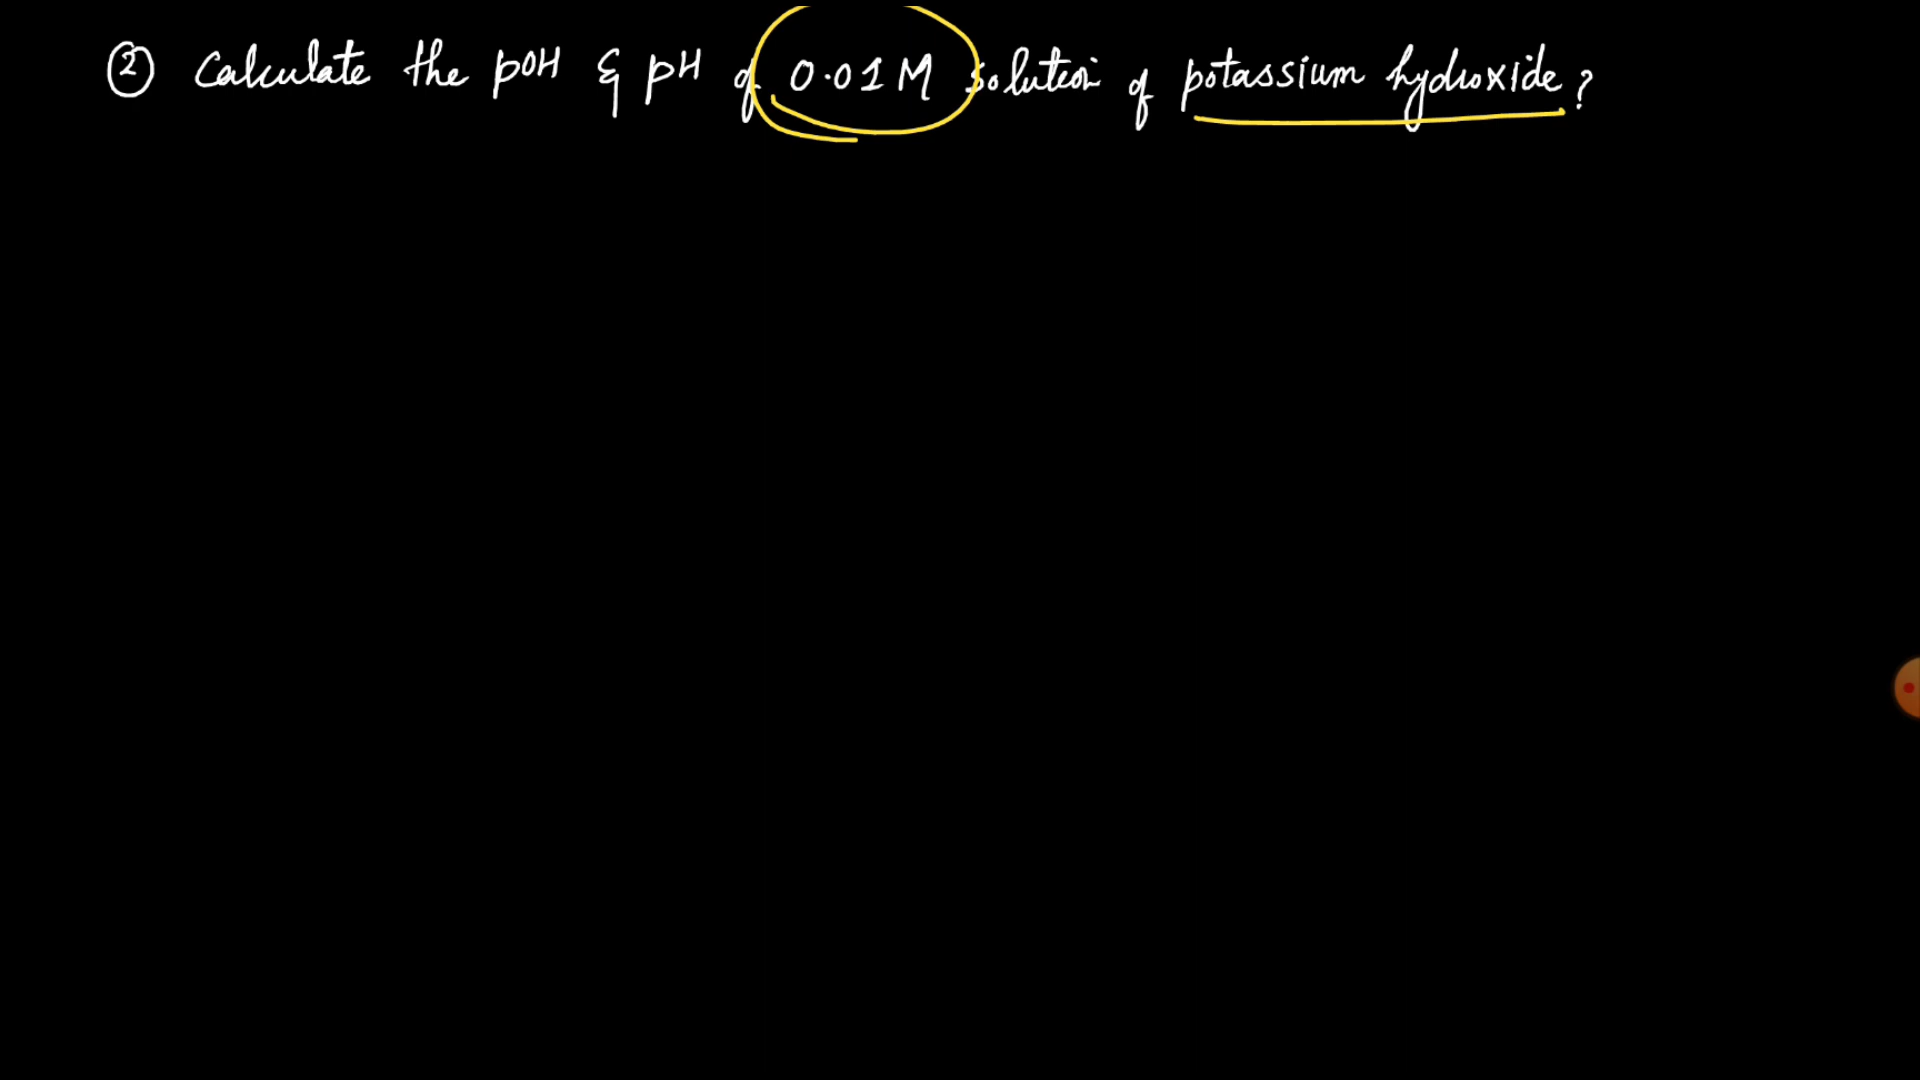 ② Calculate the pOH & pH of 0.01 M solution of potassium hydroxide?